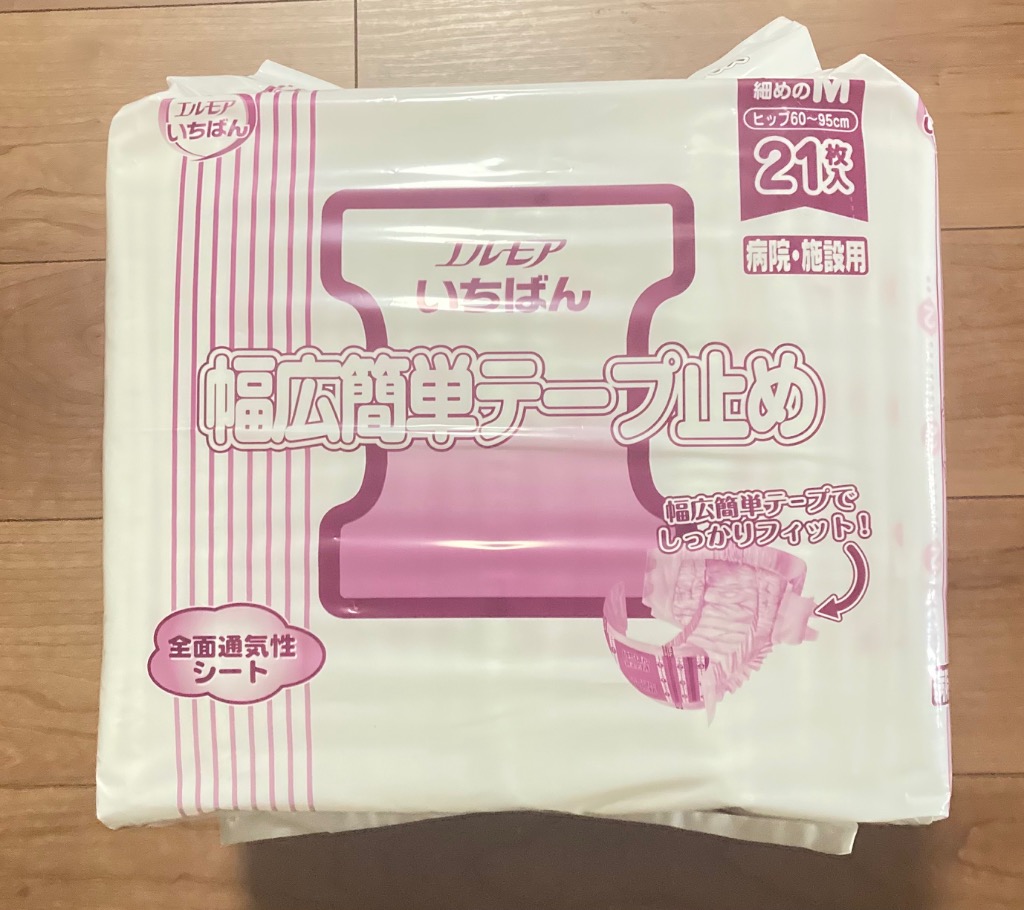 エルモア
いちばん
細めのM
ヒップ60～95cm
21枚入
病院・施設用
エルモア
いちばん
幅広簡単テープ止め
幅広簡単テープで
しっかりフィット!
全面通気性
シート